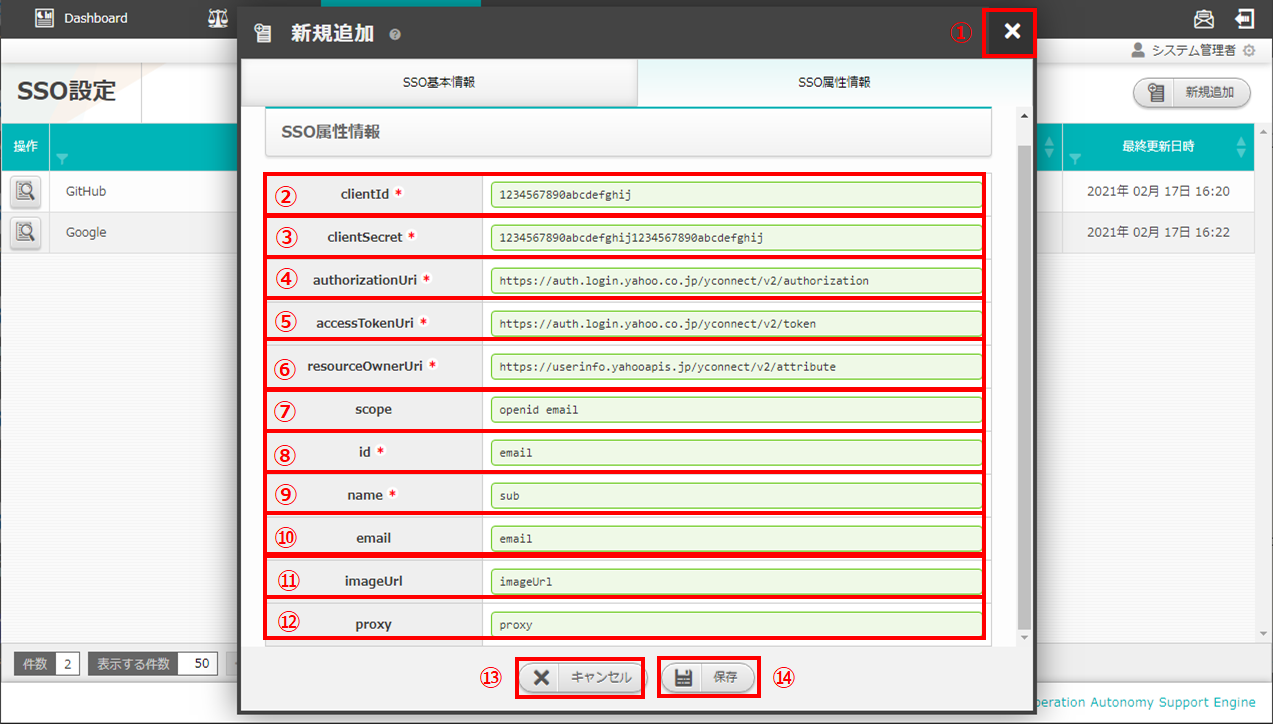 Dashboard
新規追加
①
システム管理者
SSO設定
SSO基本情報
SSO属性情報
新規追加
操作
最終更新日時
SSO属性情報
② clientId * 1234567890abcdefghij
GitHub
2021年 02月 17日 16:20
③ clientSecret * 1234567890abcdefghij1234567890abcdefghij
Google
2021年 02月 17日 16:22
④ authorizationUri * https://auth.login.yahoo.co.jp/yconnect/v2/authorization
⑤ accessTokenUri * https://auth.login.yahoo.co.jp/yconnect/v2/token
⑥ resourceOwnerUri * https://userinfo.yahooapis.jp/yconnect/v2/attribute
⑦ scope openid email
⑧ id * email
⑨ name * sub
⑩ email email
⑪ imageUrl imageUrl
⑫ proxy proxy
件数 2 表示する件数 50
⑬ キャンセル 保存 ⑭
peration Autonomy Support Engine